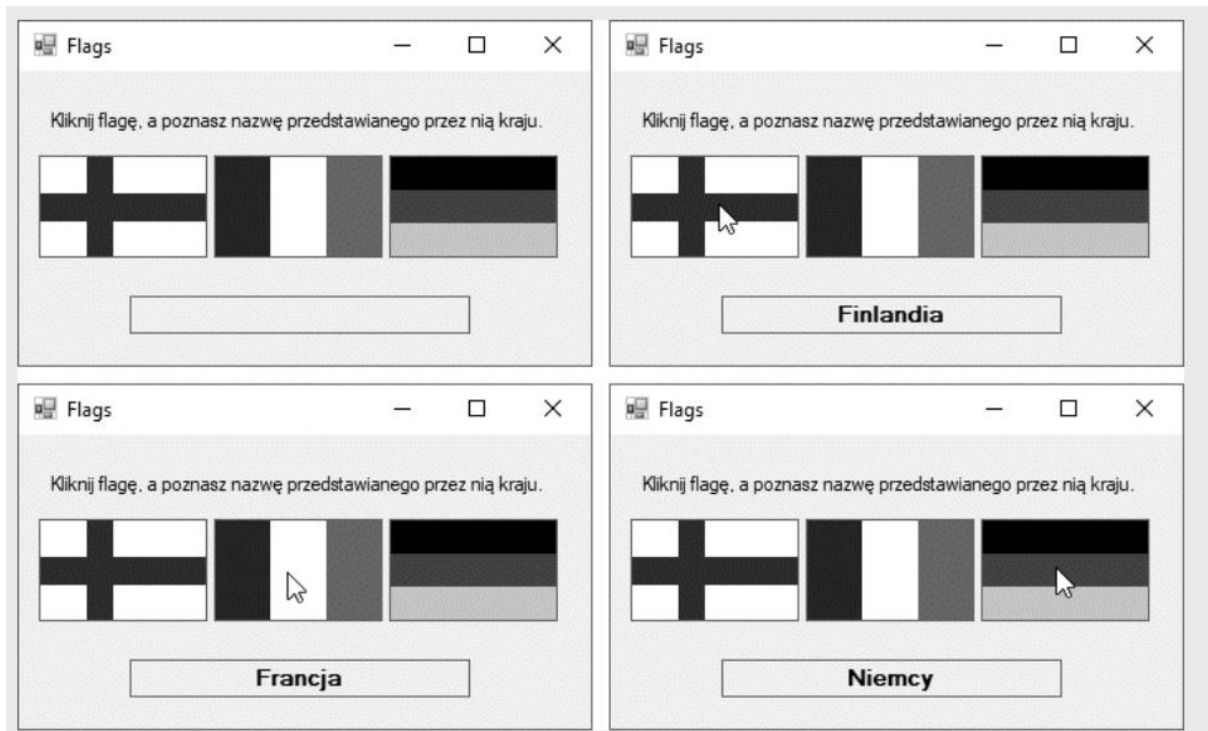 Flags
Kliknij flagę, a poznasz nazwę przedstawianego przez nią kraju.
Flags
Kliknij flagę, a poznasz nazwę przedstawianego przez nią kraju.
Finlandia
Flags
Kliknij flagę, a poznasz nazwę przedstawianego przez nią kraju.
Francja
Flags
Kliknij flagę, a poznasz nazwę przedstawianego przez nią kraju.
Niemcy